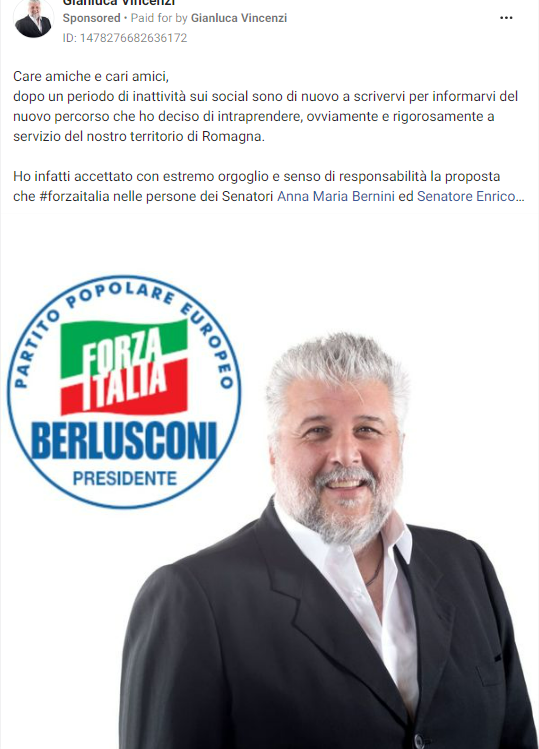 Gianluca Vincenzi
Sponsored • Paid for by Gianluca Vincenzi
ID: 1478276682636172
Care amiche e cari amici,
dopo un periodo di inattività sui social sono di nuovo a scrivervi per informarvi del
nuovo percorso che ho deciso di intraprendere, ovviamente e rigorosamente a
servizio del nostro territorio di Romagna.
Ho infatti accettato con estremo orgoglio e senso di responsabilità la proposta
che #forzaitalia nelle persone dei Senatori Anna Maria Bernini ed Senatore Enrico...
PARTITO POPOLARE EUROPEO
FORZA
ITALIA
BERLUSCONI
PRESIDENTE